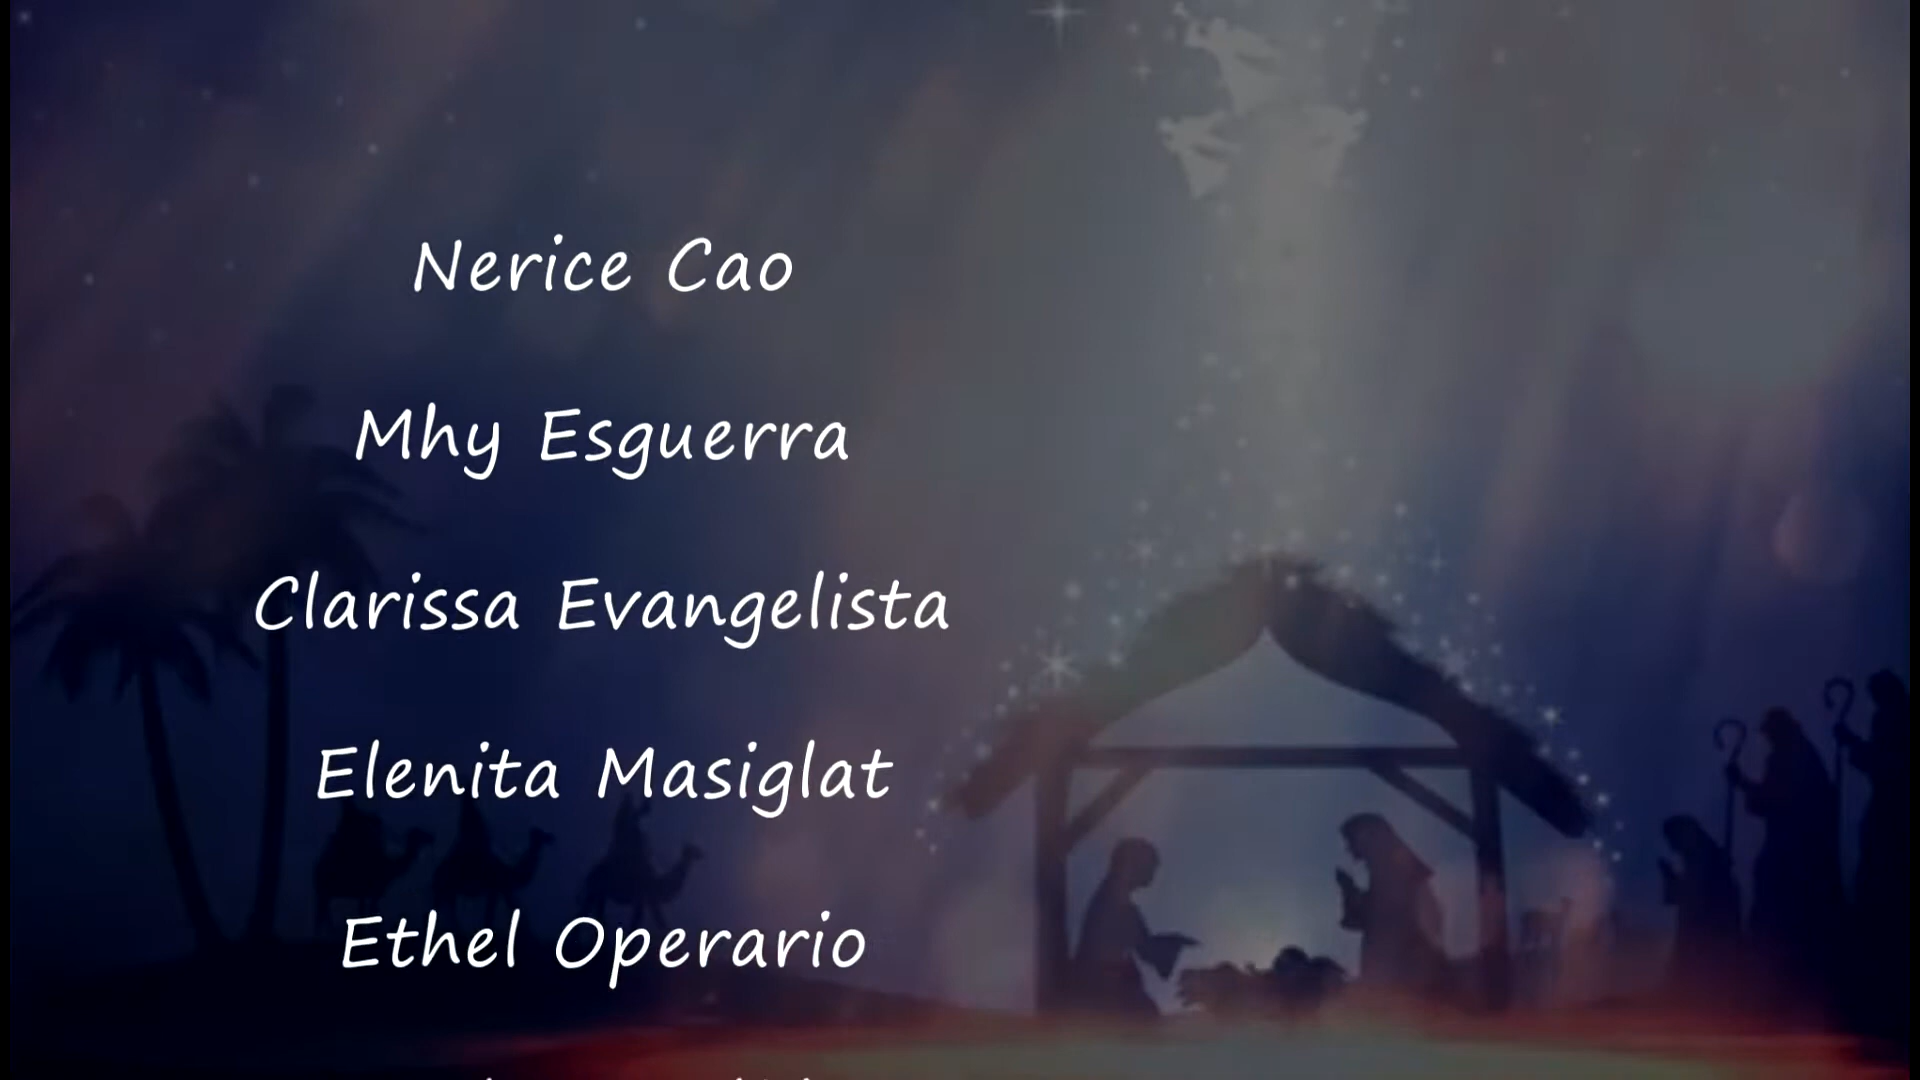 Nerice Cao
Mhy Esguerra
Clarissa Evangelista
Elenita Masiglat
Ethel Operario